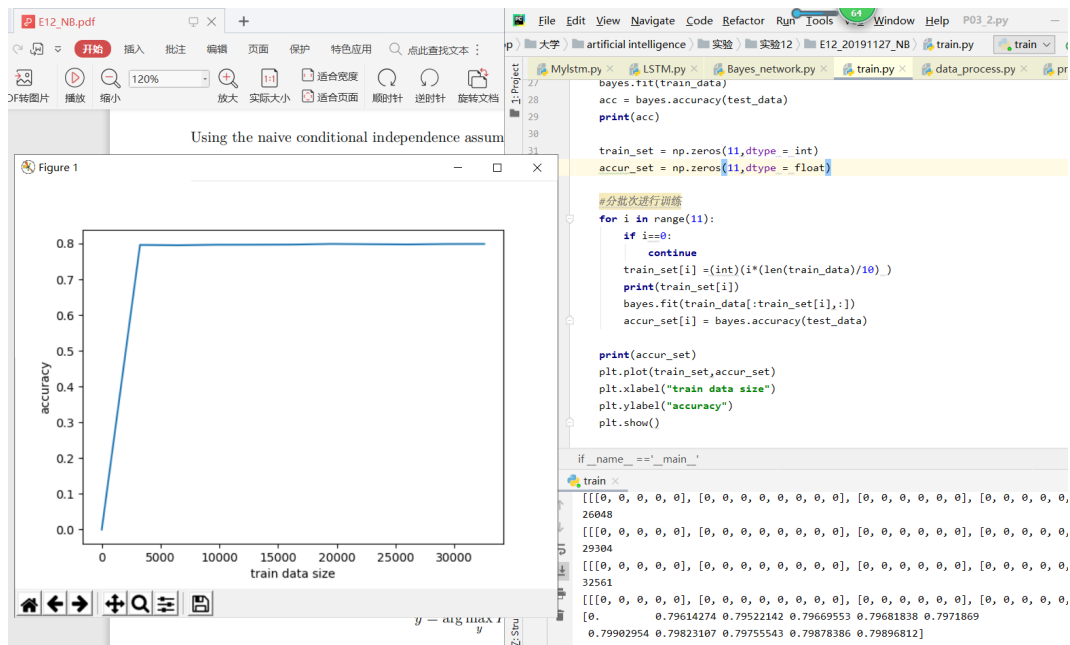 E12_NB.pdf
开始 插入 批注 编辑 页面 保护 特色应用 点此查找文本
120% 1:1 适合宽度
PDF转图片 播放 缩小 放大 实际大小 适合页面 顺时针 逆时针 旋转文档
Using the naive conditional independence assum
Figure 1
0.8
0.7
0.6
0.5
0.4
0.3
0.2
0.1
0.0
accuracy
0 5000 10000 15000 20000 25000 30000
train data size
File Edit View Navigate Code Refactor Run Tools Window Help P03_2.py
64
大学 artificial intelligence 实验 实验12 E12_20191127_NB train.py train
Mylstm.py LSTM.py Bayes_network.py train.py data_process.py
1: Project
27 bayes.fit(train_data)
28 acc = bayes.accuracy(test_data)
29 print(acc)
30
31 train_set = np.zeros(11,dtype = int)
accur_set = np.zeros(11,dtype = float)
#分批次进行训练
for i in range(11):
if i==0:
continue
train_set[i] =(int)(i*(len(train_data)/10) )
print(train_set[i])
bayes.fit(train_data[:train_set[i],:])
accur_set[i] = bayes.accuracy(test_data)
print(accur_set)
plt.plot(train_set,accur_set)
plt.xlabel("train data size")
plt.ylabel("accuracy")
plt.show()
if __name__ =='__main__'
train
[[[0, 0, 0, 0, 0], [0, 0, 0, 0, 0, 0, 0, 0], [0, 0, 0, 0, 0], [0, 0, 0, 0, 0,
26048
[[[0, 0, 0, 0, 0], [0, 0, 0, 0, 0, 0, 0, 0], [0, 0, 0, 0, 0], [0, 0, 0, 0, 0,
29304
[[[0, 0, 0, 0, 0], [0, 0, 0, 0, 0, 0, 0, 0], [0, 0, 0, 0, 0], [0, 0, 0, 0, 0,
32561
[[[0, 0, 0, 0, 0], [0, 0, 0, 0, 0, 0, 0, 0], [0, 0, 0, 0, 0], [0, 0, 0, 0, 0,
[0. 0.79614274 0.79522142 0.79669553 0.79681838 0.7971869
0.79902954 0.79823107 0.79755543 0.79878386 0.79896812]